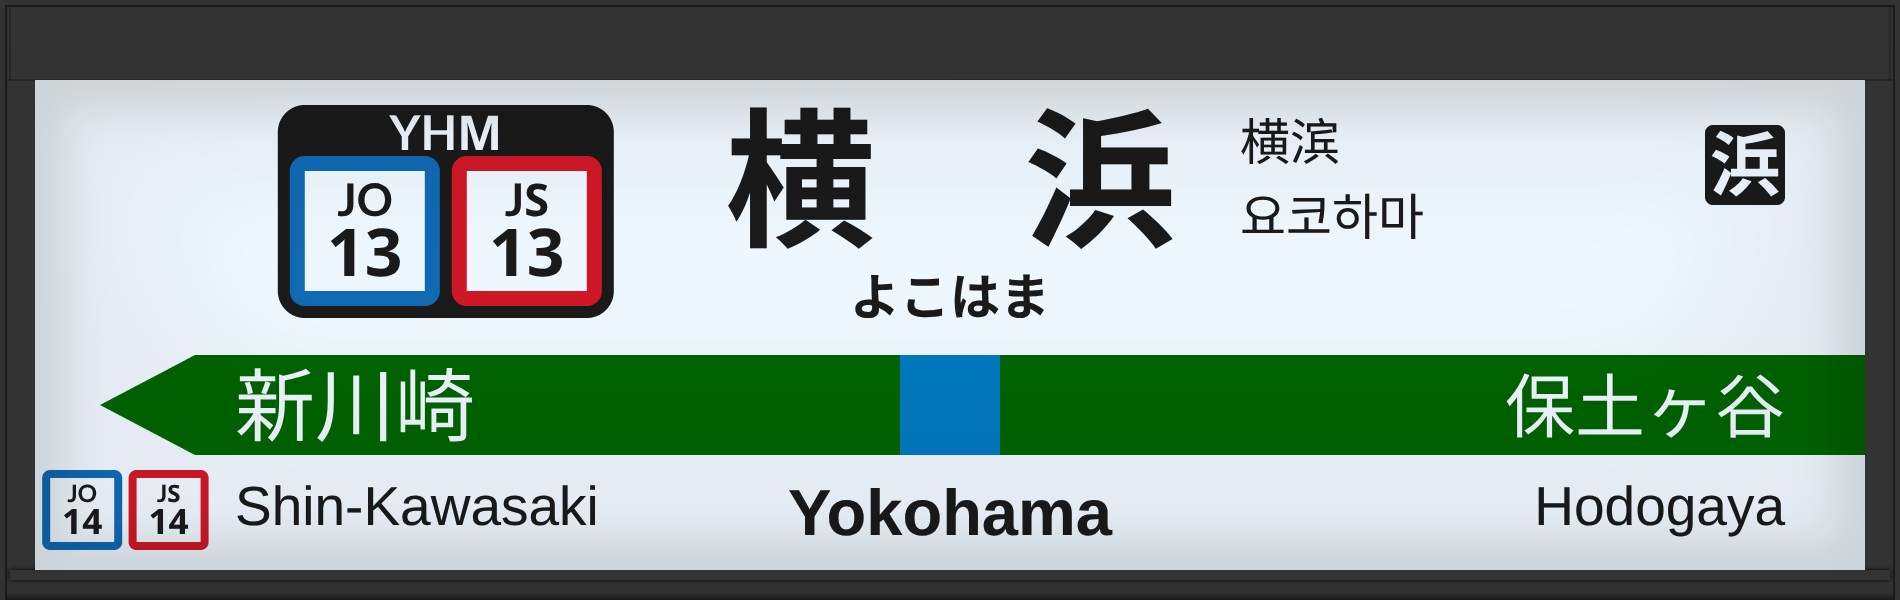 YHM
JO
13
JS
13
横浜
横滨
요코하마
浜
よこはま
新川崎
保土ヶ谷
JO
14
JS
14
Shin-Kawasaki
Yokohama
Hodogaya